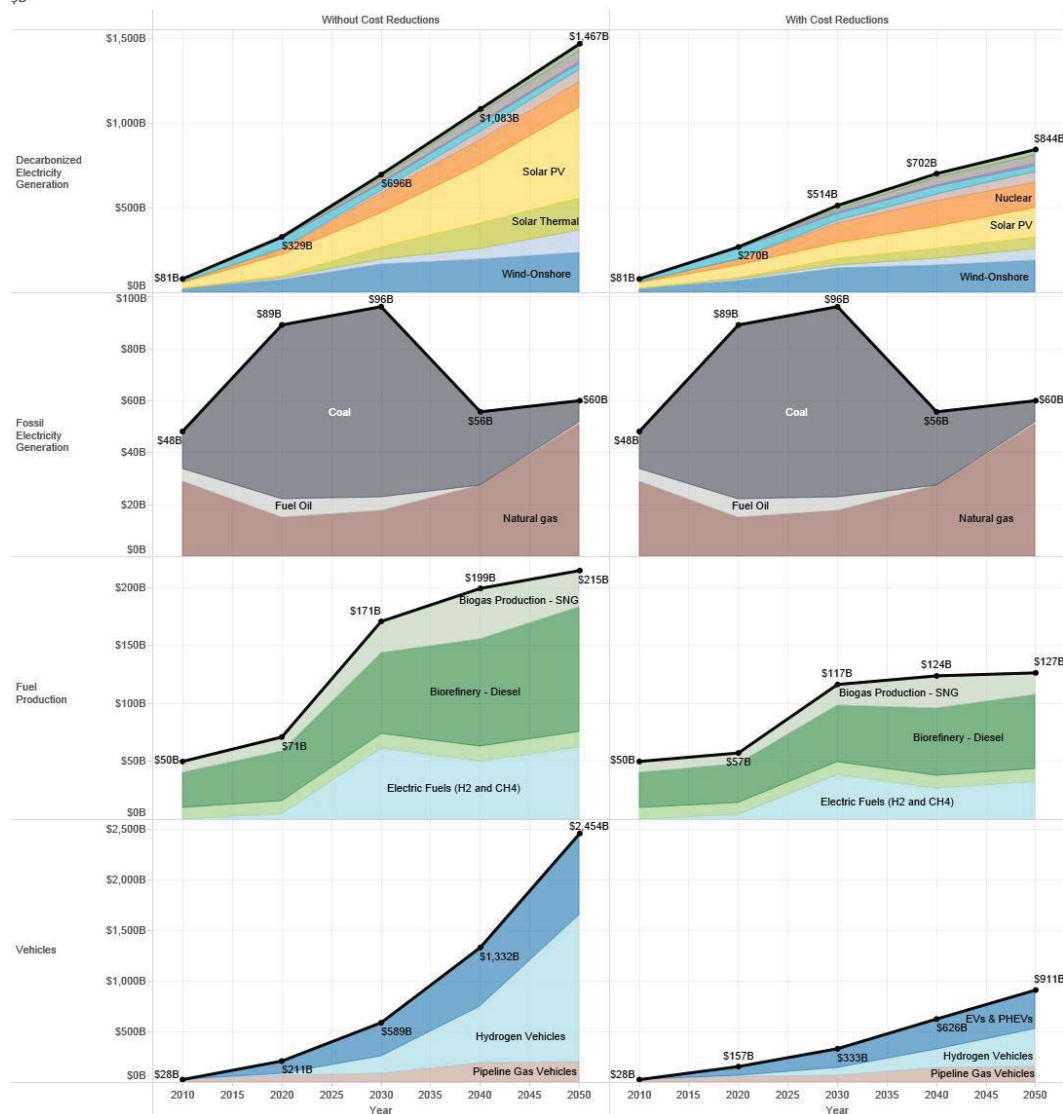 Without Cost Reductions
With Cost Reductions
Decarbonized
Electricity
Generation
$1,500B
$1,000B
$500B
$0B
$81B
$329B
$696B
$1,083B
$1,467B
Solar PV
Solar Thermal
Wind-Onshore
$81B
$270B
$514B
$702B
$844B
Nuclear
Solar PV
Wind-Onshore
Fossil
Electricity
Generation
$100B
$80B
$60B
$40B
$20B
$0B
$48B
$89B
$96B
$56B
$60B
Coal
Fuel Oil
Natural gas
$48B
$89B
$96B
$56B
$60B
Coal
Fuel Oil
Natural gas
Fuel
Production
$200B
$150B
$100B
$50B
$0B
$50B
$71B
$171B
$199B
$215B
Biogas Production - SNG
Biorefinery - Diesel
Electric Fuels (H2 and CH4)
$50B
$57B
$117B
$124B
$127B
Biogas Production - SNG
Biorefinery - Diesel
Electric Fuels (H2 and CH4)
Vehicles
$2,500B
$2,000B
$1,500B
$1,000B
$500B
$0B
$28B
$211B
$589B
$1,332B
$2,454B
Hydrogen Vehicles
Pipeline Gas Vehicles
$28B
$157B
$333B
$626B
$911B
EVs & PHEVs
Hydrogen Vehicles
Pipeline Gas Vehicles
2010 2015 2020 2025 2030 2035 2040 2045 2050
Year
2010 2015 2020 2025 2030 2035 2040 2045 2050
Year